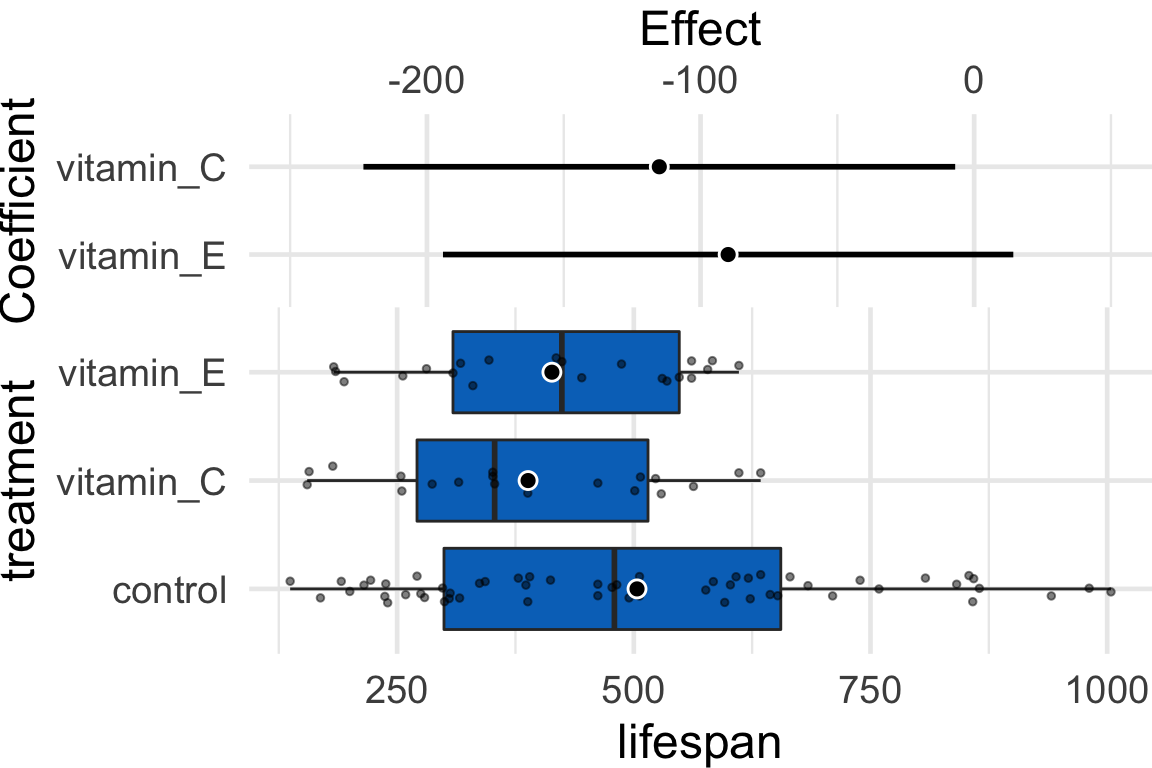 Effect
-200 -100 0
Coefficient
vitamin_C
vitamin_E
treatment
vitamin_E
vitamin_C
control
250 500 750 1000
lifespan